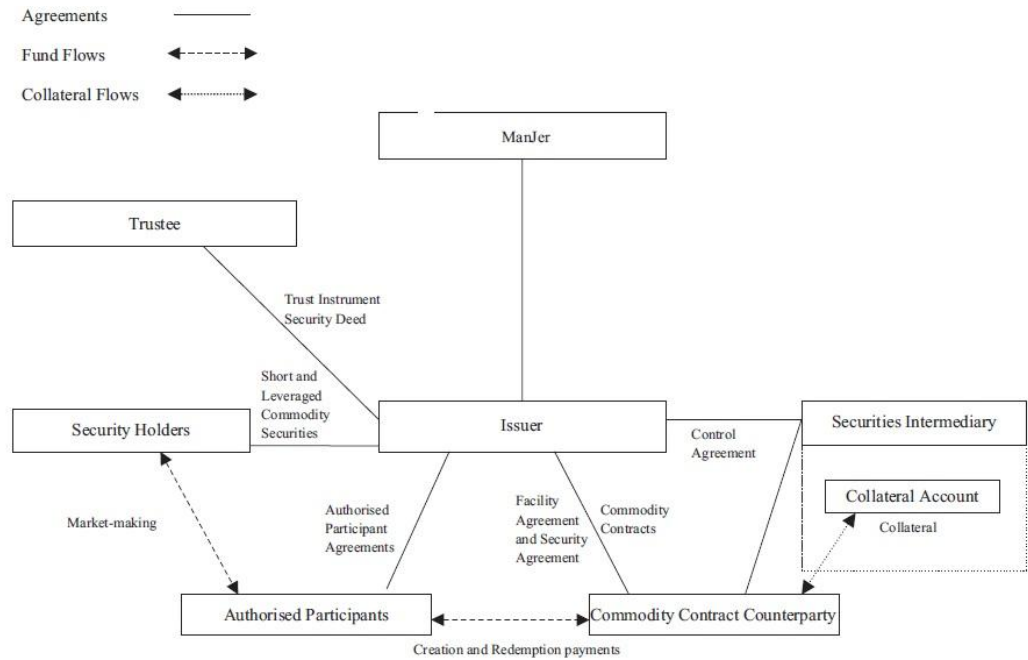 Agreements
Fund Flows
Collateral Flows
ManJer
Trustee
Trust Instrument
Security Deed
Short and
Leveraged
Commodity
Securities
Security Holders
Issuer
Control
Agreement
Securities Intermediary
Collateral Account
Collateral
Market-making
Authorised
Participant
Agreements
Facility
Agreement
and Security
Agreement
Commodity
Contracts
Authorised Participants
Commodity Contract Counterparty
Creation and Redemption payments